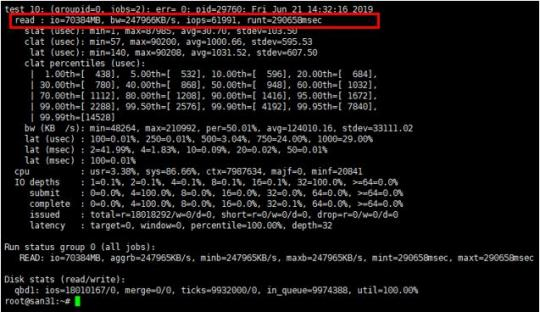 test 10: (groupid=0, jobs=2): err= 0: pid=29760: Fri Jun 21 14:32:16 2019
read : io=70384MB, bw=247966KB/s, iops=61991, runt=290658msec
slat (usec): min=1, max=87985, avg=30.70, stdev=103.50
clat (usec): min=57, max=90200, avg=1000.66, stdev=595.53
lat (usec): min=140, max=90208, avg=1031.52, stdev=607.50
clat percentiles (usec):
| 1.00th=[ 438], 5.00th=[ 532], 10.00th=[ 596], 20.00th=[ 684],
| 30.00th=[ 780], 40.00th=[ 868], 50.00th=[ 948], 60.00th=[ 1032],
| 70.00th=[ 1112], 80.00th=[ 1208], 90.00th=[ 1416], 95.00th=[ 1672],
| 99.00th=[ 2288], 99.50th=[ 2576], 99.90th=[ 4192], 99.95th=[ 7840],
| 99.99th=[14528]
bw (KB /s): min=48264, max=210992, per=50.01%, avg=124010.16, stdev=33111.02
lat (usec) : 100=0.01%, 250=0.01%, 500=3.04%, 750=24.00%, 1000=29.00%
lat (msec) : 2=41.99%, 4=1.83%, 10=0.09%, 20=0.02%, 50=0.01%
lat (msec) : 100=0.01%
cpu : usr=3.38%, sys=86.66%, ctx=7987634, majf=0, minf=20841
IO depths : 1=0.1%, 2=0.1%, 4=0.1%, 8=0.1%, 16=0.1%, 32=100.0%, >=64=0.0%
submit : 0=0.0%, 4=100.0%, 8=0.0%, 16=0.0%, 32=0.0%, 64=0.0%, >=64=0.0%
complete : 0=0.0%, 4=100.0%, 8=0.0%, 16=0.0%, 32=0.1%, 64=0.0%, >=64=0.0%
issued : total=r=18018292/w=0/d=0, short=r=0/w=0/d=0, drop=r=0/w=0/d=0
latency : target=0, window=0, percentile=100.00%, depth=32
Run status group 0 (all jobs):
READ: io=70384MB, aggrb=247965KB/s, minb=247965KB/s, maxb=247965KB/s, mint=290658msec, maxt=290658msec
Disk stats (read/write):
qbd1: ios=18010167/0, merge=0/0, ticks=9932000/0, in_queue=9974388, util=100.00%
root@san31:~#